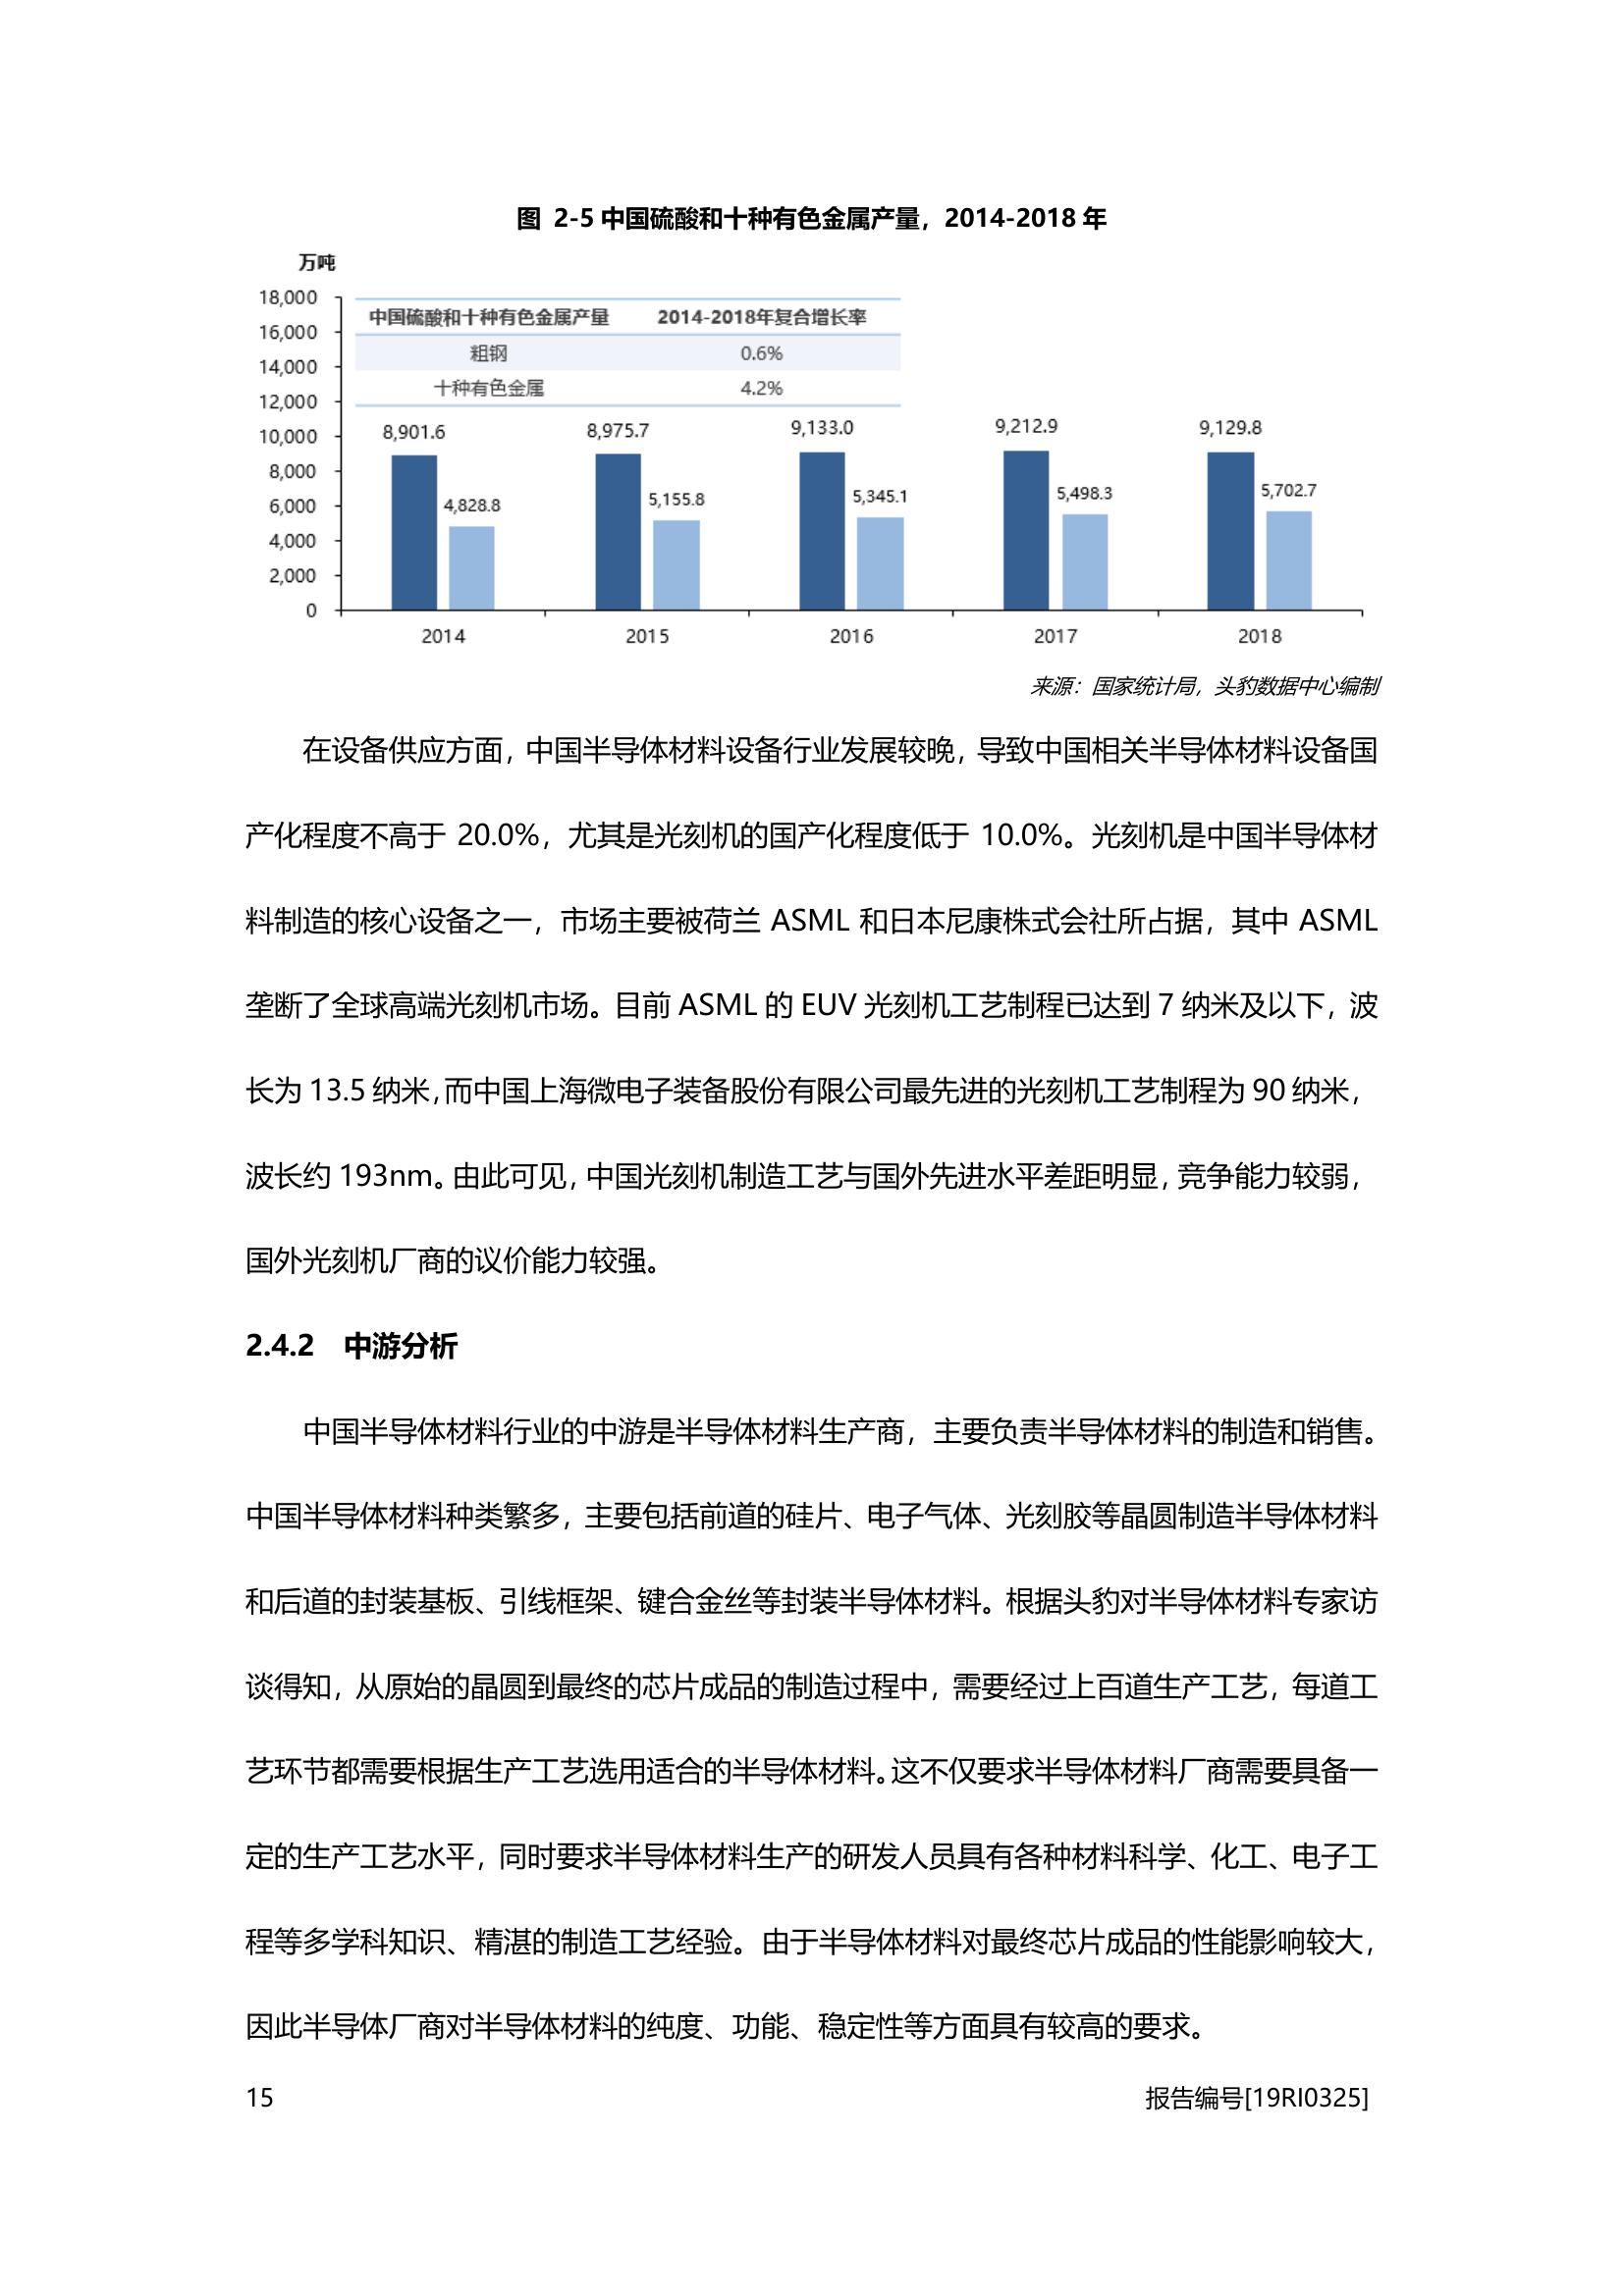 图 2-5 中国硫酸和十种有色金属产量，2014-2018 年
万吨
18,000
16,000
14,000
12,000
10,000
8,000
6,000
4,000
2,000
0
中国硫酸和十种有色金属产量 2014-2018年复合增长率
粗钢 0.6%
十种有色金属 4.2%
8,901.6 4,828.8 8,975.7 5,155.8 9,133.0 5,345.1 9,212.9 5,498.3 9,129.8 5,702.7
2014 2015 2016 2017 2018
来源：国家统计局，头豹数据中心编制
在设备供应方面，中国半导体材料设备行业发展较晚，导致中国相关半导体材料设备国
产化程度不高于 20.0%，尤其是光刻机的国产化程度低于 10.0%。光刻机是中国半导体材
料制造的核心设备之一，市场主要被荷兰 ASML 和日本尼康株式会社所占据，其中 ASML
垄断了全球高端光刻机市场。目前 ASML 的 EUV 光刻机工艺制程已达到 7 纳米及以下，波
长为 13.5 纳米，而中国上海微电子装备股份有限公司最先进的光刻机工艺制程为 90 纳米，
波长约 193nm。由此可见，中国光刻机制造工艺与国外先进水平差距明显，竞争能力较弱，
国外光刻机厂商的议价能力较强。
2.4.2 中游分析
中国半导体材料行业的中游是半导体材料生产商，主要负责半导体材料的制造和销售。
中国半导体材料种类繁多，主要包括前道的硅片、电子气体、光刻胶等晶圆制造半导体材料
和后道的封装基板、引线框架、键合金丝等封装半导体材料。根据头豹对半导体材料专家访
谈得知，从原始的晶圆到最终的芯片成品的制造过程中，需要经过上百道生产工艺，每道工
艺环节都需要根据生产工艺选用适合的半导体材料。这不仅要求半导体材料厂商需要具备一
定的生产工艺水平，同时要求半导体材料生产的研发人员具有各种材料科学、化工、电子工
程等多学科知识、精湛的制造工艺经验。由于半导体材料对最终芯片成品的性能影响较大，
因此半导体厂商对半导体材料的纯度、功能、稳定性等方面具有较高的要求。
15 报告编号[19RI0325]